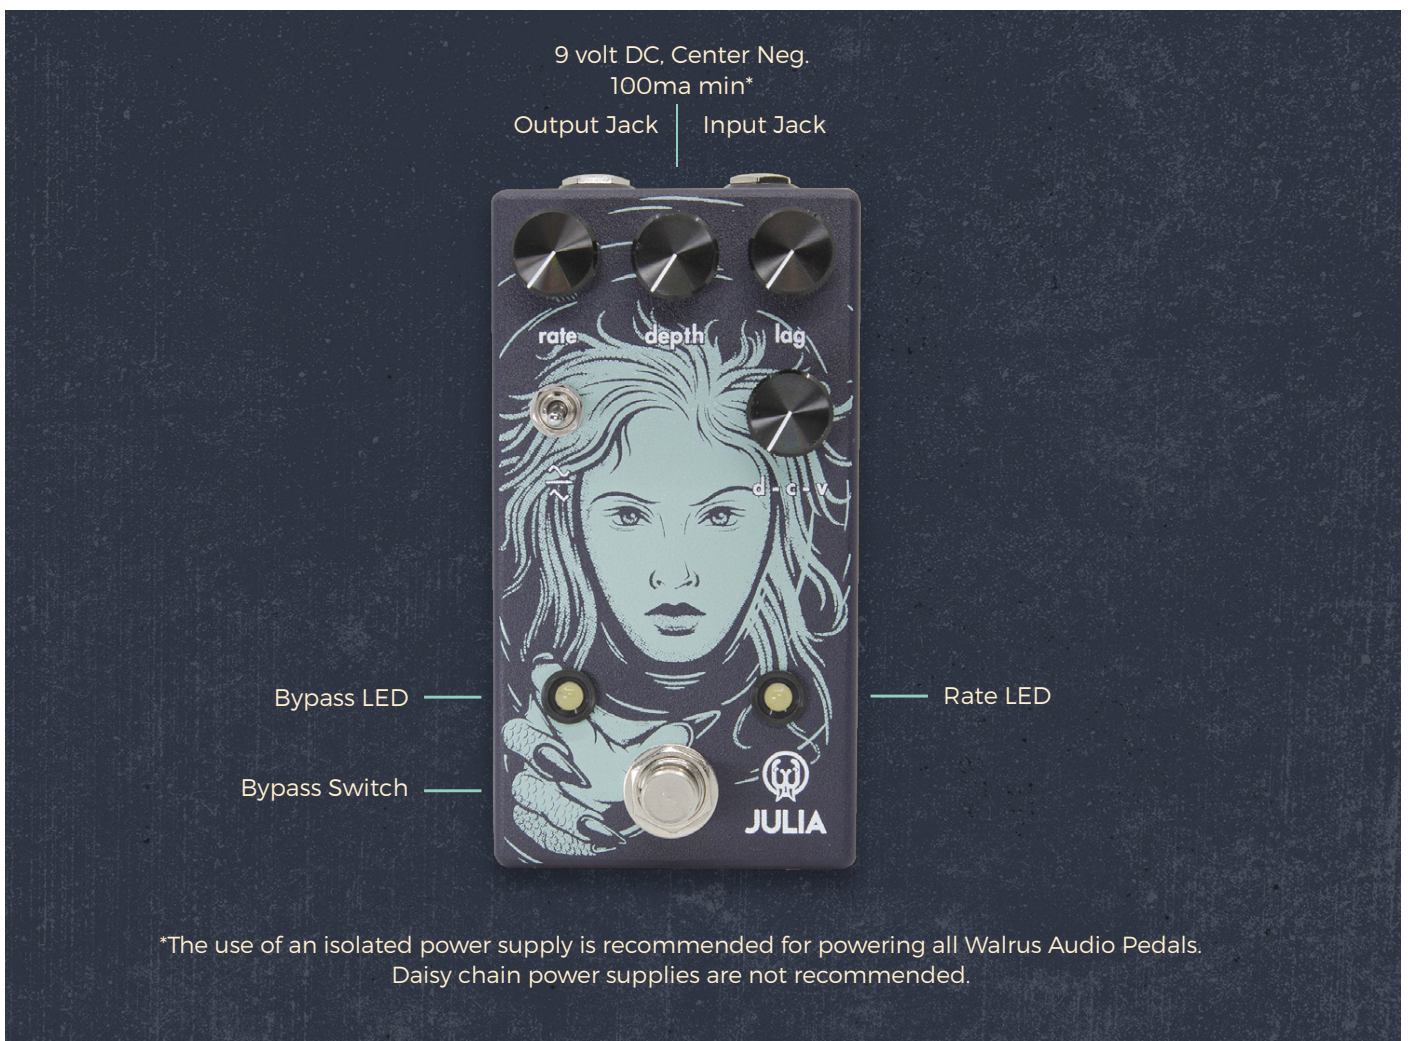 9 volt DC, Center Neg.
100ma min*
Output Jack
Input Jack
rate
depth
lag
d - c - v
Bypass LED
Rate LED
Bypass Switch
JULIA
*The use of an isolated power supply is recommended for powering all Walrus Audio Pedals.
Daisy chain power supplies are not recommended.